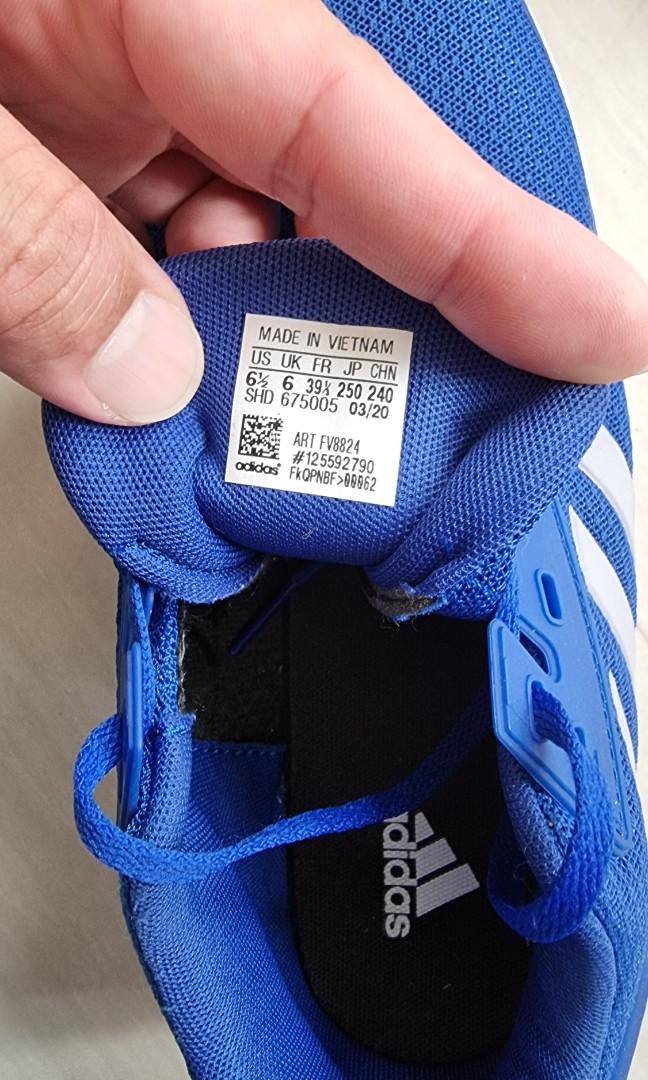 MADE IN VIETNAM
US UK FR JP CHN
6½ 6 39⅓ 250 240
SHD 675005 03/20
ART FV8824
#125592790
FKQPNBF>00062
adidas
adidas